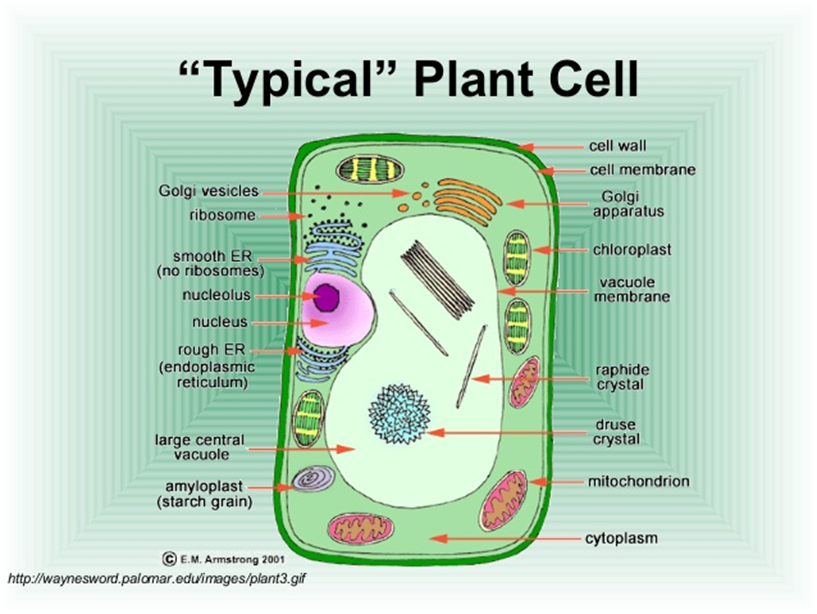 “Typical” Plant Cell
Golgi vesicles
ribosome
smooth ER
(no ribosomes)
nucleolus
nucleus
rough ER
(endoplasmic
reticulum)
large central
vacuole
amyloplast
(starch grain)
cell wall
cell membrane
Golgi
apparatus
chloroplast
vacuole
membrane
raphide
crystal
druse
crystal
mitochondrion
cytoplasm
© E.M. Armstrong 2001
http://waynesword.palomar.edu/images/plant3.gif